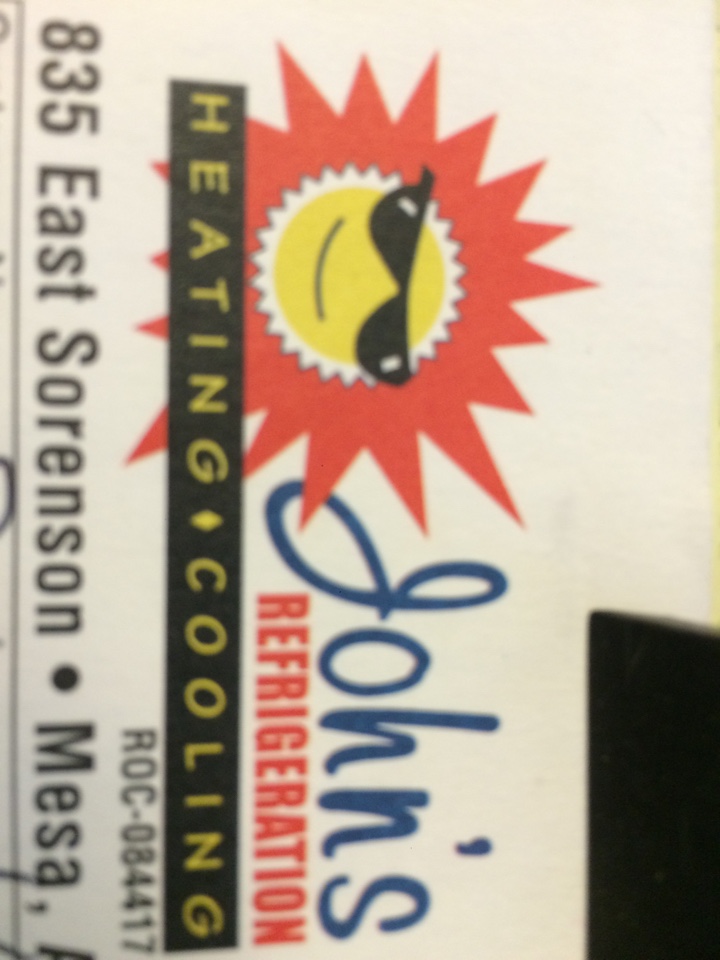 John's
REFRIGERATION
HEATING♦COOLING
ROC-084417
835 East Sorenson • Mesa,